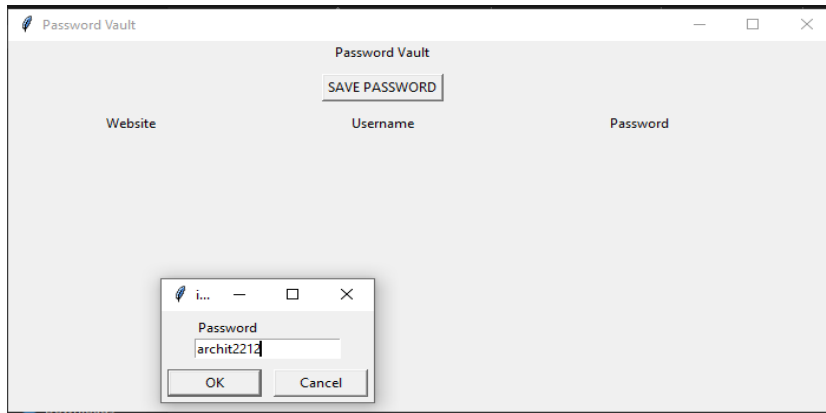 Password Vault
Password Vault
SAVE PASSWORD
Website Username Password
i...
Password
archit2212
OK Cancel